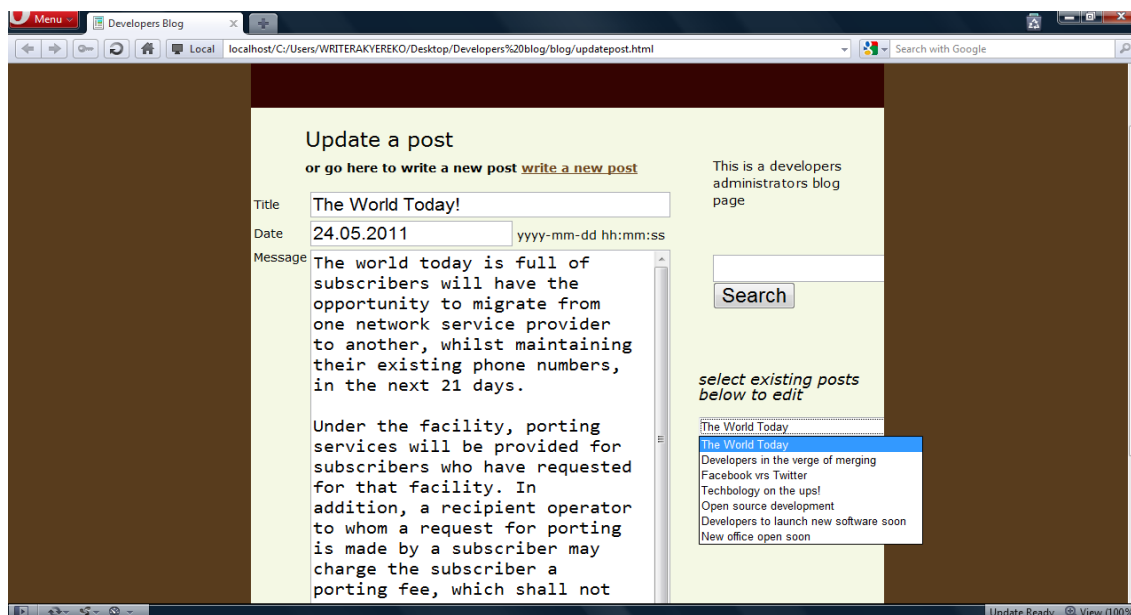 Menu
Developers Blog
Local
localhost/C:/Users/WRITERAKYEREKO/Desktop/Developers%20blog/blog/updatepost.html
Search with Google
Update a post
or go here to write a new post write a new post
This is a developers
administrators blog
page
Title
The World Today!
Date
24.05.2011
yyyy-mm-dd hh:mm:ss
Message
The world today is full of
subscribers will have the
opportunity to migrate from
one network service provider
to another, whilst maintaining
their existing phone numbers,
in the next 21 days.
Under the facility, porting
services will be provided for
subscribers who have requested
for that facility. In
addition, a recipient operator
to whom a request for porting
is made by a subscriber may
charge the subscriber a
porting fee, which shall not
Search
select existing posts
below to edit
The World Today
The World Today
Developers in the verge of merging
Facebook vrs Twitter
Techbology on the ups!
Open source development
Developers to launch new software soon
New office open soon
Update Ready
View (100%